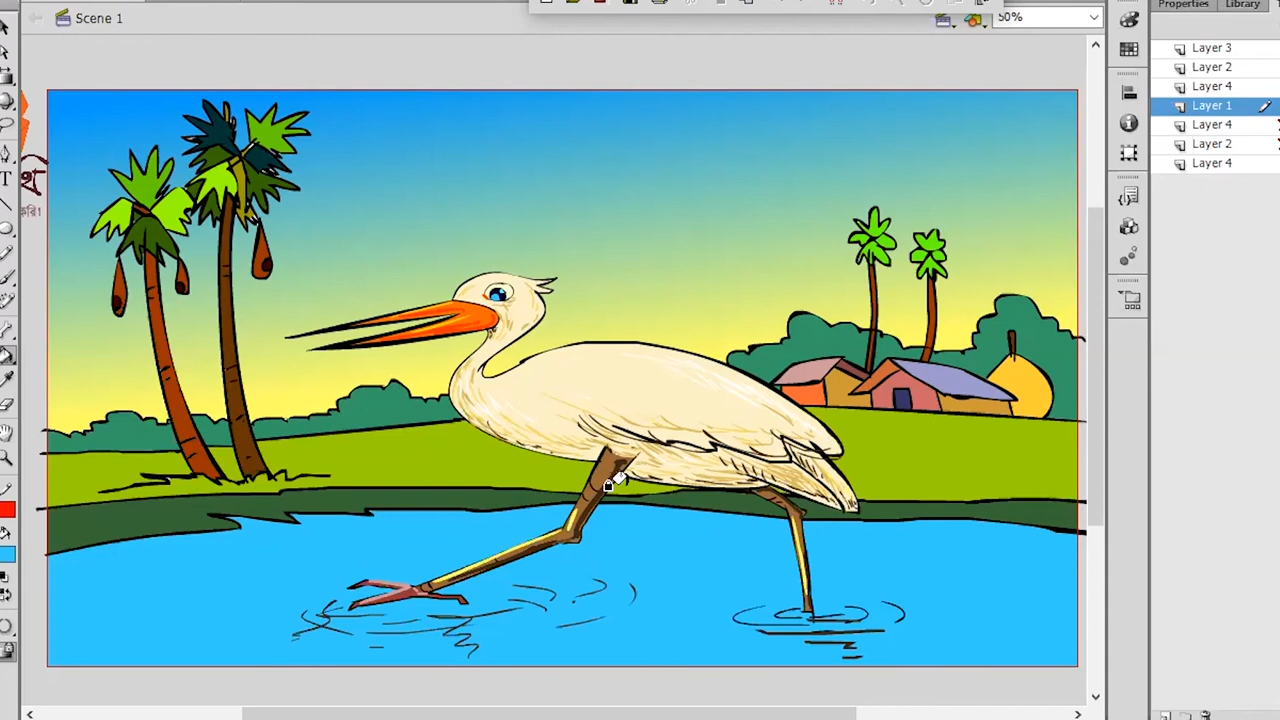 Properties Library
Scene 1
50%
Layer 3
Layer 2
Layer 4
Layer 1
Layer 4
Layer 2
Layer 4
T